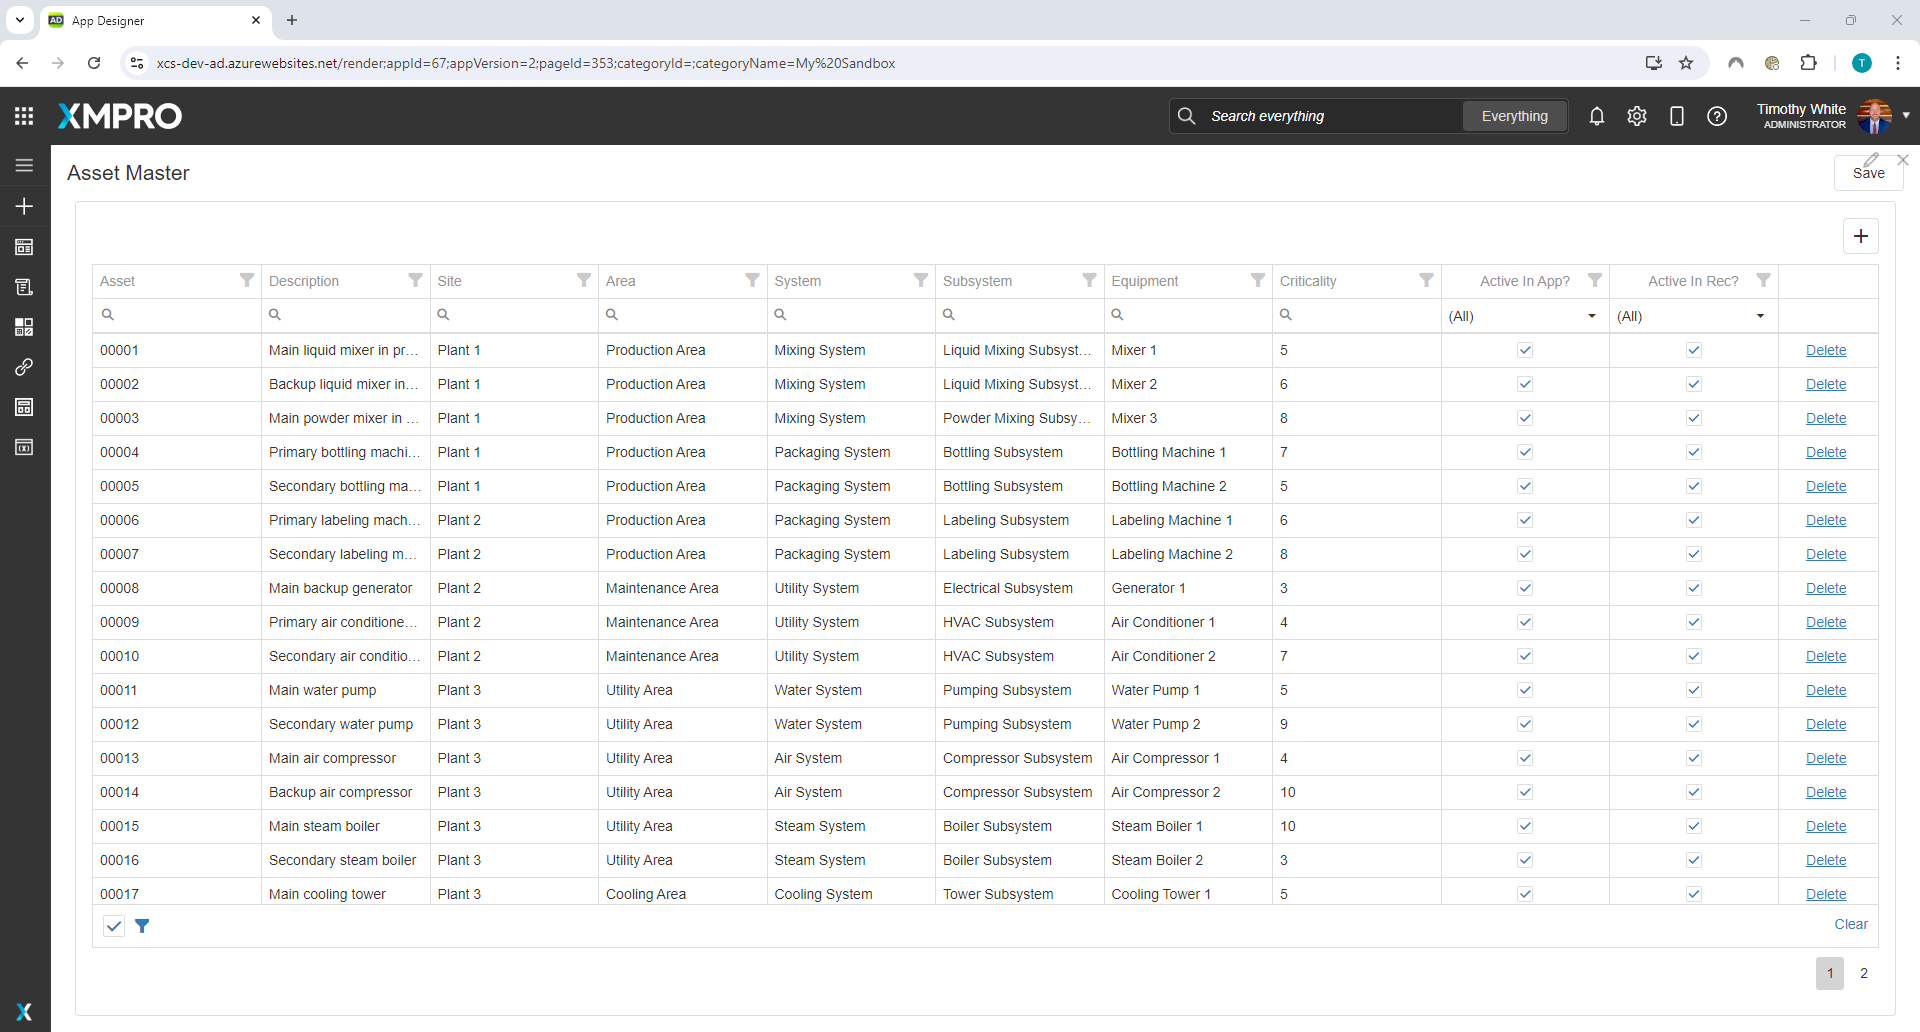 App Designer
xcs-dev-ad.azurewebsites.net/render;appId=67;appVersion=2;pageId=353;categoryId=;categoryName=My%20Sandbox
T
XMPRO
Search everything
Everything
Timothy White
ADMINISTRATOR
Asset Master
Save
Asset Description Site Area System Subsystem Equipment Criticality Active In App? Active In Rec?
(All) (All)
00001 Main liquid mixer in pr... Plant 1 Production Area Mixing System Liquid Mixing Subsyst... Mixer 1 5 Delete
00002 Backup liquid mixer in... Plant 1 Production Area Mixing System Liquid Mixing Subsyst... Mixer 2 6 Delete
00003 Main powder mixer in ... Plant 1 Production Area Mixing System Powder Mixing Subsy... Mixer 3 8 Delete
00004 Primary bottling machi... Plant 1 Production Area Packaging System Bottling Subsystem Bottling Machine 1 7 Delete
00005 Secondary bottling ma... Plant 1 Production Area Packaging System Bottling Subsystem Bottling Machine 2 5 Delete
00006 Primary labeling mach... Plant 2 Production Area Packaging System Labeling Subsystem Labeling Machine 1 6 Delete
00007 Secondary labeling m... Plant 2 Production Area Packaging System Labeling Subsystem Labeling Machine 2 8 Delete
00008 Main backup generator Plant 2 Maintenance Area Utility System Electrical Subsystem Generator 1 3 Delete
00009 Primary air conditione... Plant 2 Maintenance Area Utility System HVAC Subsystem Air Conditioner 1 4 Delete
00010 Secondary air conditio... Plant 2 Maintenance Area Utility System HVAC Subsystem Air Conditioner 2 7 Delete
00011 Main water pump Plant 3 Utility Area Water System Pumping Subsystem Water Pump 1 5 Delete
00012 Secondary water pump Plant 3 Utility Area Water System Pumping Subsystem Water Pump 2 9 Delete
00013 Main air compressor Plant 3 Utility Area Air System Compressor Subsystem Air Compressor 1 4 Delete
00014 Backup air compressor Plant 3 Utility Area Air System Compressor Subsystem Air Compressor 2 10 Delete
00015 Main steam boiler Plant 3 Utility Area Steam System Boiler Subsystem Steam Boiler 1 10 Delete
00016 Secondary steam boiler Plant 3 Utility Area Steam System Boiler Subsystem Steam Boiler 2 3 Delete
00017 Main cooling tower Plant 3 Cooling Area Cooling System Tower Subsystem Cooling Tower 1 5 Delete
Clear
1 2